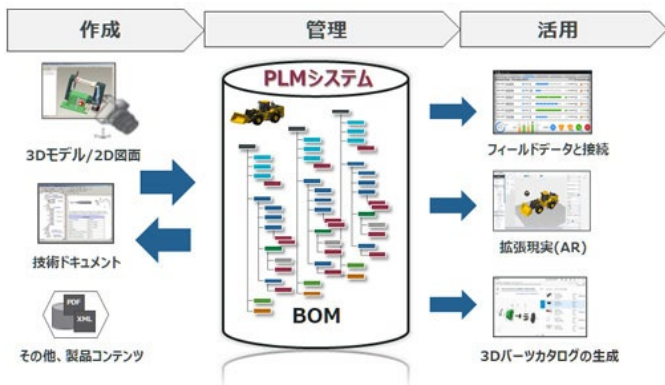 作成
管理
活用
PLMシステム
3Dモデル/2D図面
技術ドキュメント
PDF
XML
その他、製品コンテンツ
BOM
フィールドデータと接続
拡張現実(AR)
3Dパーツカタログの生成